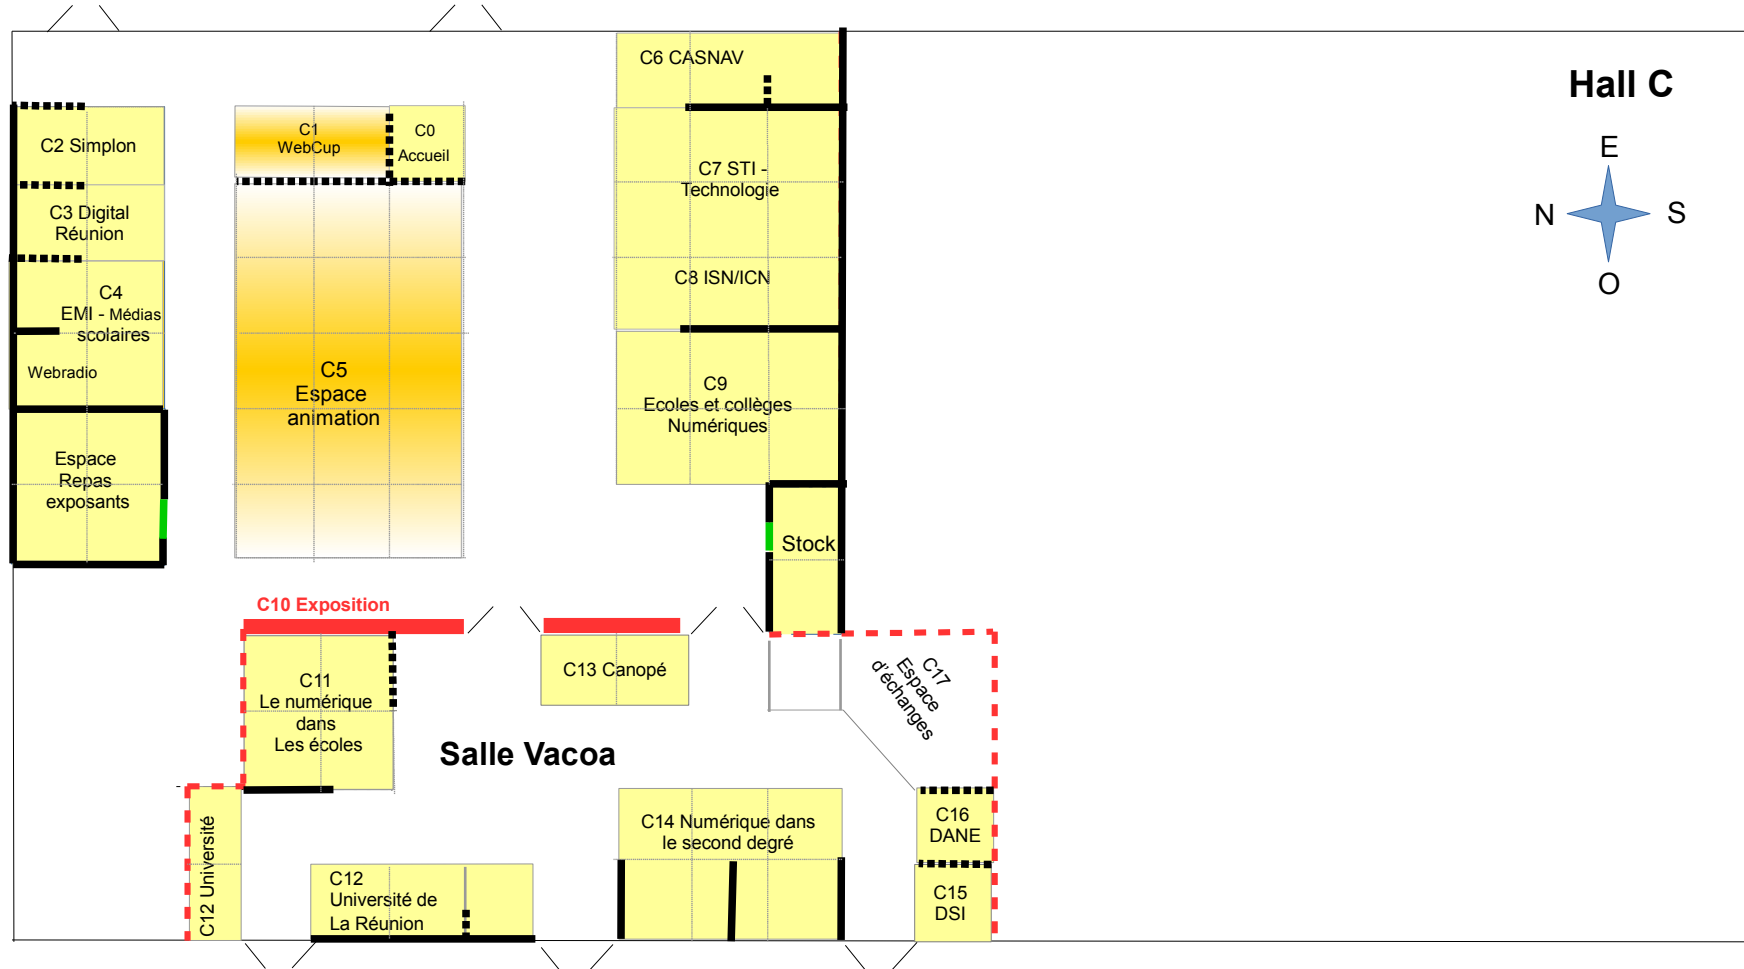 C6 CASNAV
Hall C
C2 Simplon
C1
WebCup
C0
Accueil
E
N
S
O
C7 STI -
Technologie
C3 Digital
Réunion
C8 ISN/ICN
C4
EMI - Médias
scolaires
Webradio
C5
Espace
animation
C9
Ecoles et collèges
Numériques
Espace
Repas
exposants
Stock
C10 Exposition
C11
Le numérique
dans
Les écoles
C13 Canopé
C17
Espace
d'échanges
Salle Vacoa
C12 Université
C12
Université de
La Réunion
C14 Numérique dans
le second degré
C16
DANE
C15
DSI